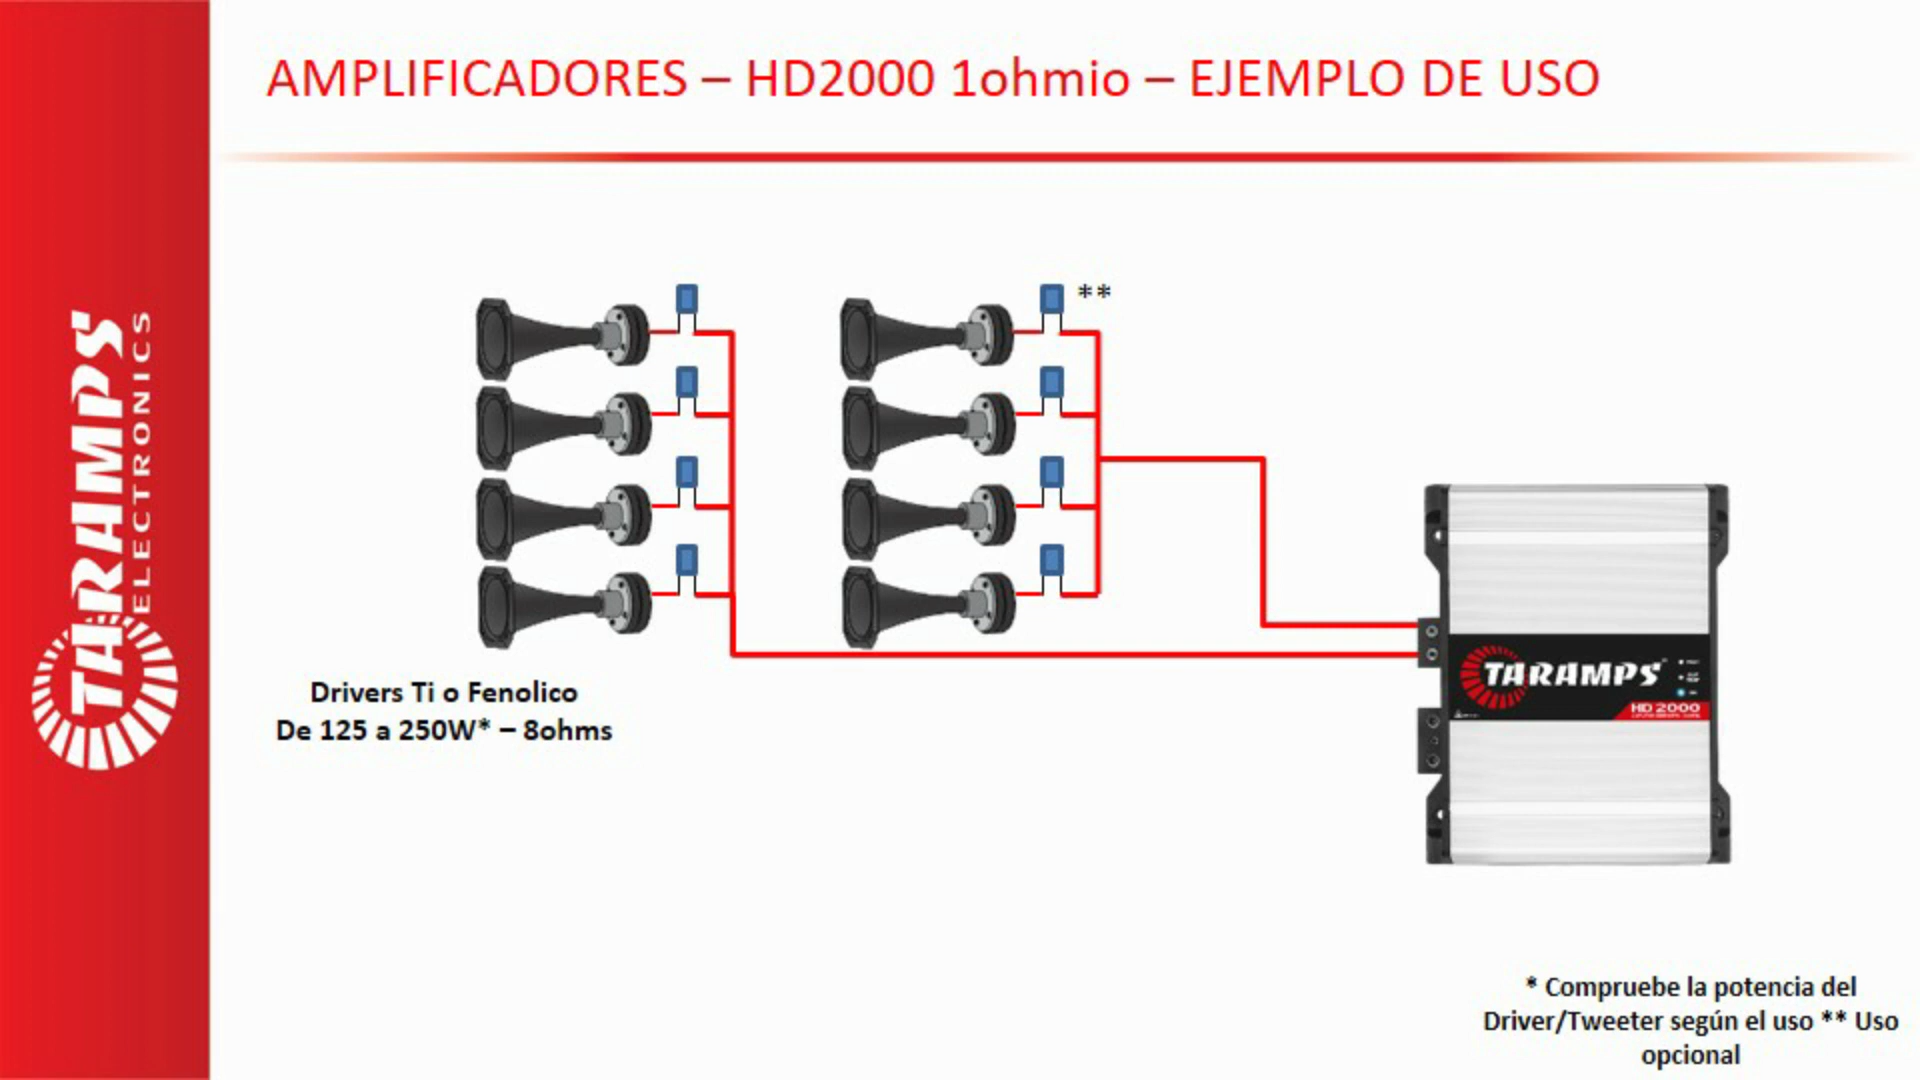 AMPLIFICADORES – HD2000 1ohmio – EJEMPLO DE USO
TARAMPS
ELECTRONICS
**
Drivers Ti o Fenolico
De 125 a 250W* – 8ohms
TARAMPS
HD 2000
* Compruebe la potencia del
Driver/Tweeter según el uso ** Uso
opcional